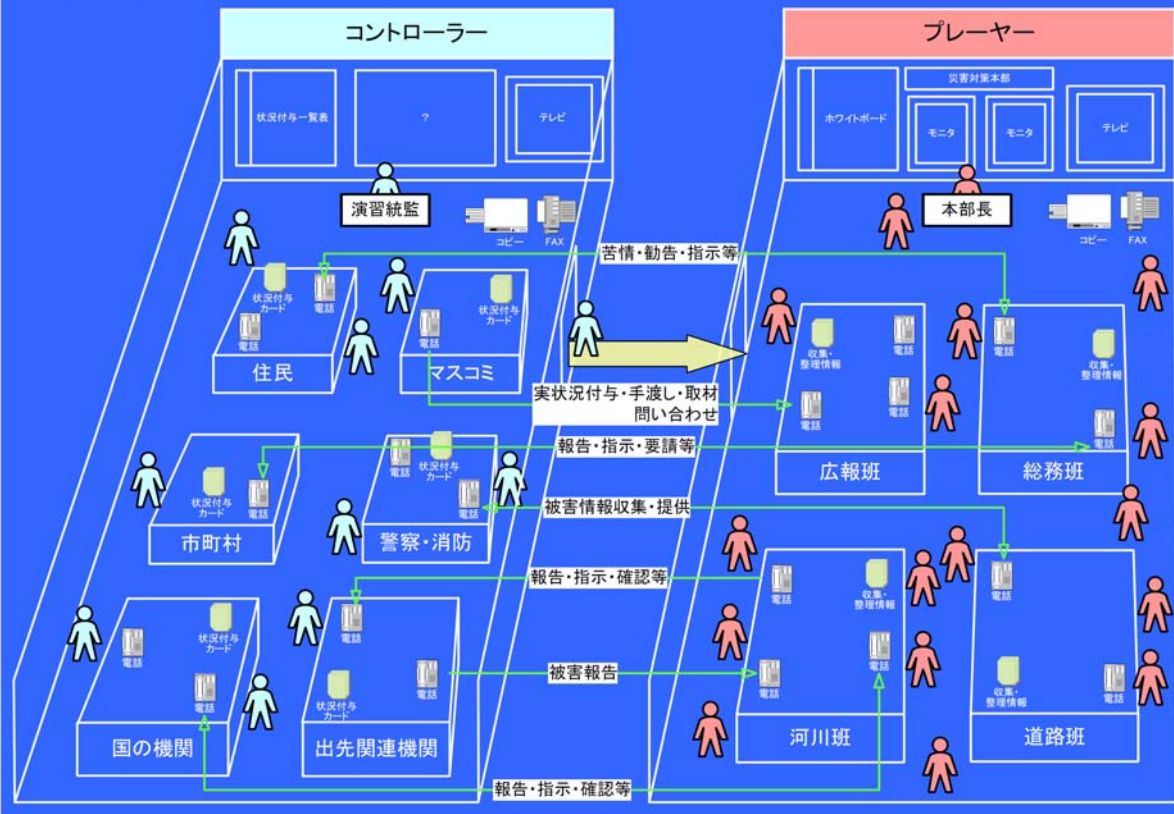 コントローラー
プレーヤー
状況付与一覧表
?
テレビ
ホワイトボード
災害対策本部
モニタ
モニタ
テレビ
演習統監
コピー
FAX
本部長
コピー
FAX
苦情・勧告・指示等
状況付与
カード
電話
電話
住民
状況付与
カード
電話
マスコミ
実状況付与・手渡し・取材
問い合わせ
収集・
整理情報
電話
電話
電話
広報班
電話
収集・
整理情報
電話
総務班
報告・指示・要請等
状況付与
カード
電話
市町村
電話
状況付与
カード
電話
警察・消防
被害情報収集・提供
報告・指示・確認等
電話
状況付与
カード
電話
国の機関
電話
電話
状況付与
カード
出先関連機関
被害報告
電話
収集・
整理情報
電話
電話
河川班
電話
収集・
整理情報
電話
道路班
報告・指示・確認等